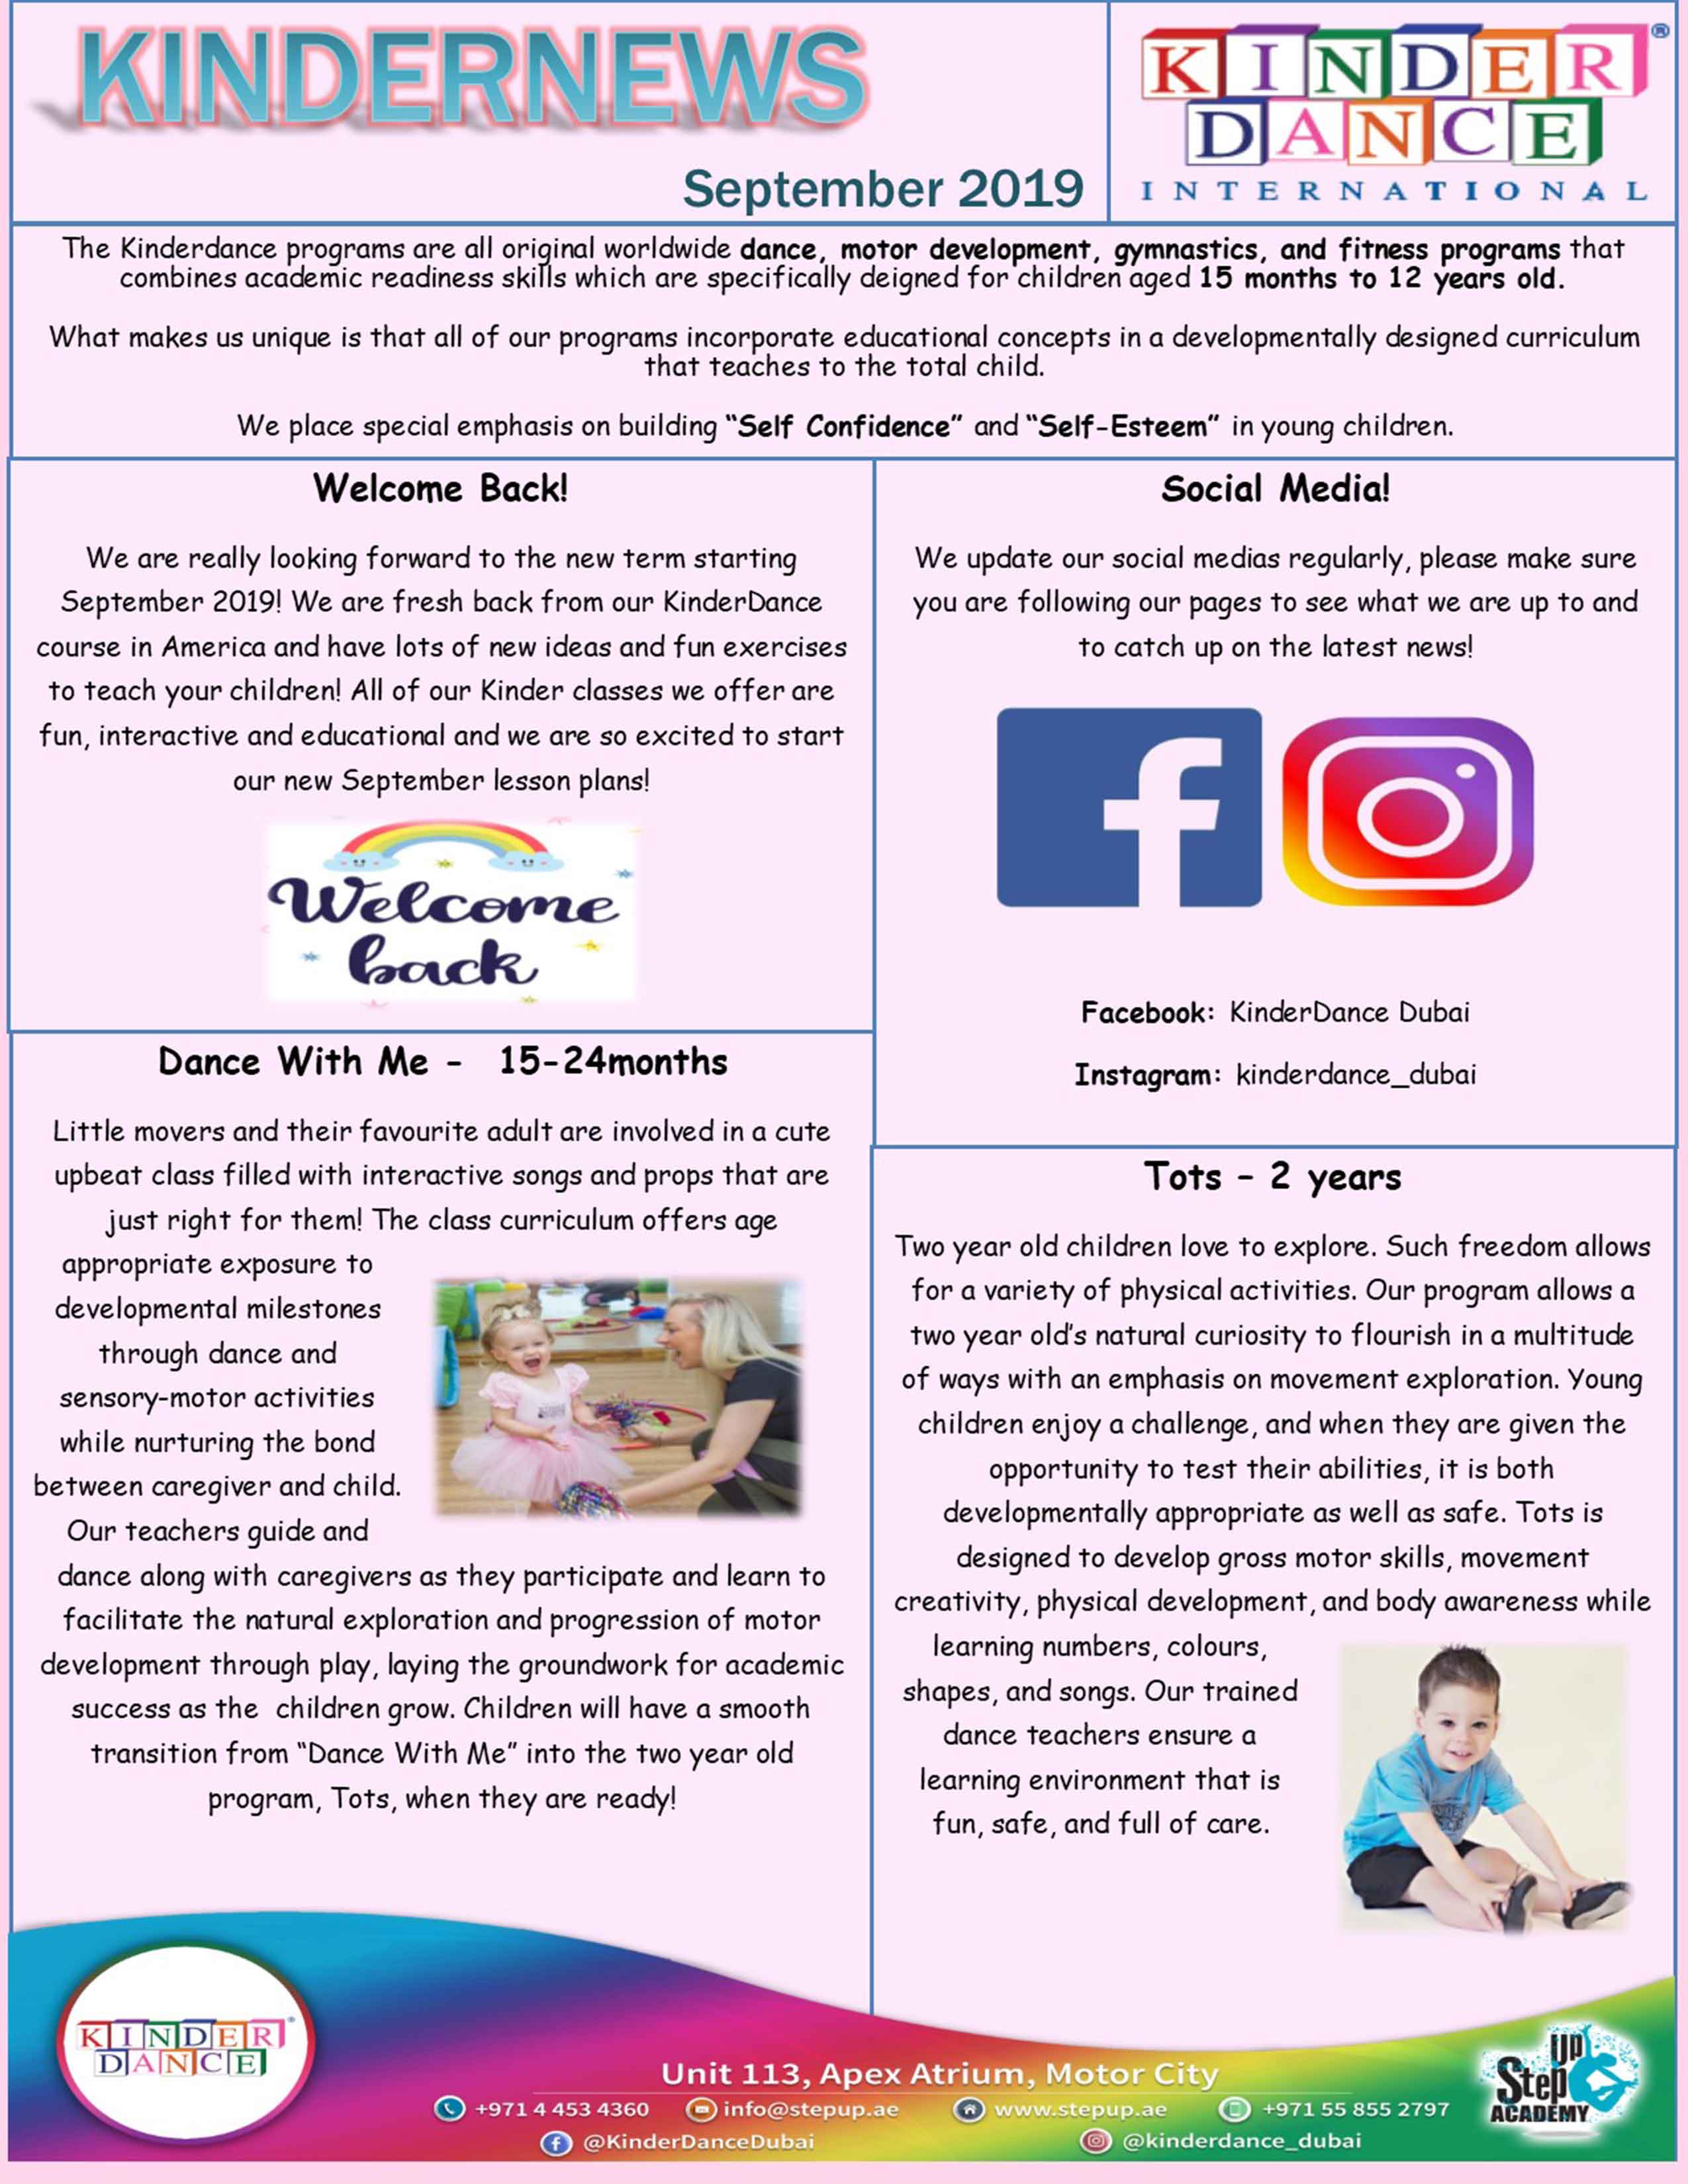 KINDERNEWS
September 2019
KINDER®
DANCE
INTERNATIONAL
The Kinderdance programs are all original worldwide dance, motor development, gymnastics, and fitness programs that
combines academic readiness skills which are specifically deigned for children aged 15 months to 12 years old.
What makes us unique is that all of our programs incorporate educational concepts in a developmentally designed curriculum
that teaches to the total child.
We place special emphasis on building “Self Confidence” and “Self-Esteem” in young children.
Welcome Back!
We are really looking forward to the new term starting
September 2019! We are fresh back from our KinderDance
course in America and have lots of new ideas and fun exercises
to teach your children! All of our Kinder classes we offer are
fun, interactive and educational and we are so excited to start
our new September lesson plans!
Welcome
back
Social Media!
We update our social medias regularly, please make sure
you are following our pages to see what we are up to and
to catch up on the latest news!
Facebook: KinderDance Dubai
Instagram: kinderdance_dubai
Dance With Me - 15-24months
Little movers and their favourite adult are involved in a cute
upbeat class filled with interactive songs and props that are
just right for them! The class curriculum offers age
appropriate exposure to
developmental milestones
through dance and
sensory-motor activities
while nurturing the bond
between caregiver and child.
Our teachers guide and
dance along with caregivers as they participate and learn to
facilitate the natural exploration and progression of motor
development through play, laying the groundwork for academic
success as the children grow. Children will have a smooth
transition from “Dance With Me” into the two year old
program, Tots, when they are ready!
Tots – 2 years
Two year old children love to explore. Such freedom allows
for a variety of physical activities. Our program allows a
two year old’s natural curiosity to flourish in a multitude
of ways with an emphasis on movement exploration. Young
children enjoy a challenge, and when they are given the
opportunity to test their abilities, it is both
developmentally appropriate as well as safe. Tots is
designed to develop gross motor skills, movement
creativity, physical development, and body awareness while
learning numbers, colours,
shapes, and songs. Our trained
dance teachers ensure a
learning environment that is
fun, safe, and full of care.
KINDER®
DANCE
Unit 113, Apex Atrium, Motor City
+971 4 453 4360 info@stepup.ae www.stepup.ae +971 55 855 2797
@KinderDanceDubai @kinderdance_dubai
Step UP
ACADEMY